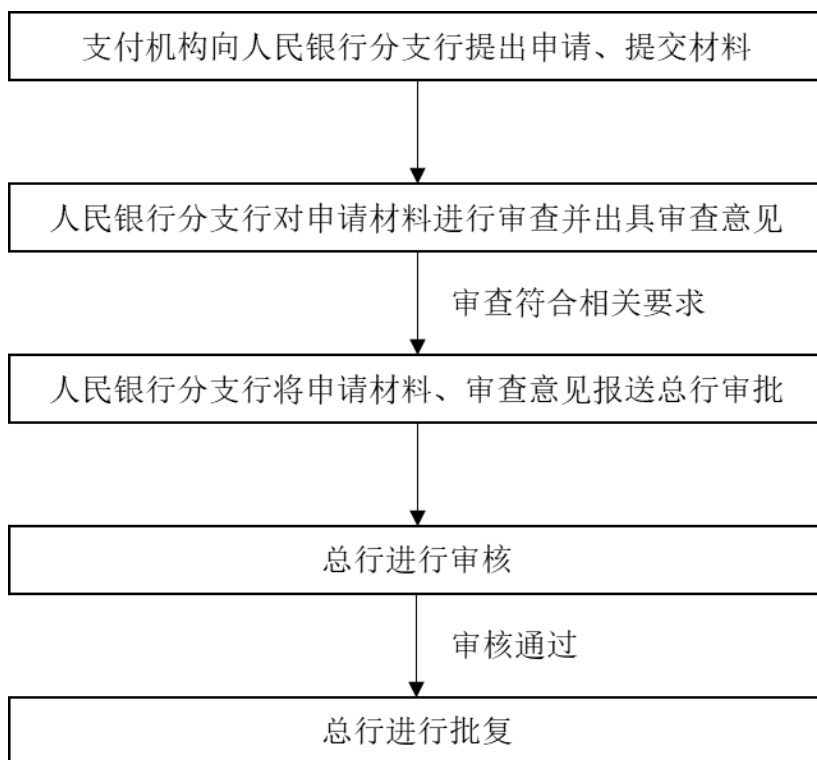 支付机构向人民银行分支行提出申请、提交材料
人民银行分支行对申请材料进行审查并出具审查意见
审查符合相关要求
人民银行分支行将申请材料、审查意见报送总行审批
总行进行审核
审核通过
总行进行批复